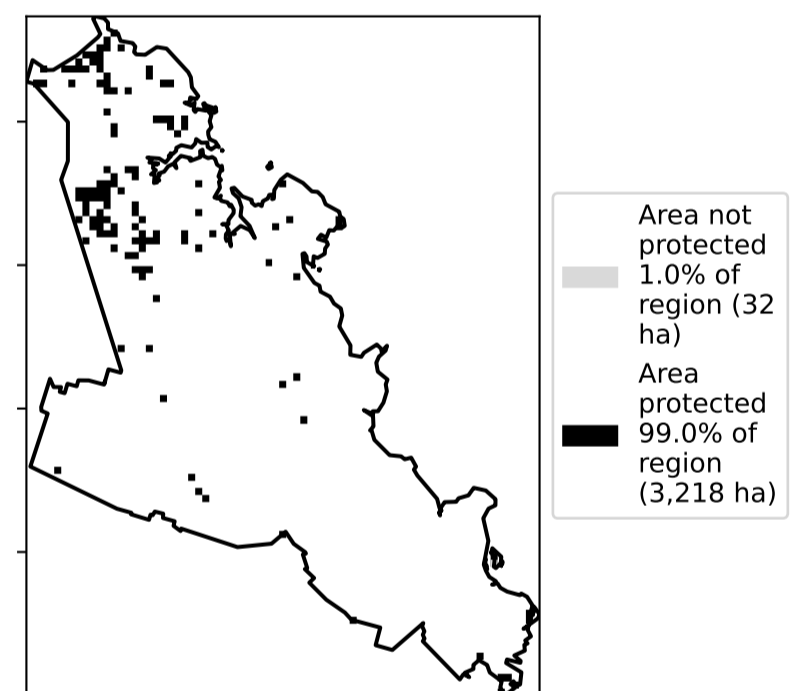 Area not
protected
1.0% of
region (32
ha)
Area
protected
99.0% of
region
(3,218 ha)